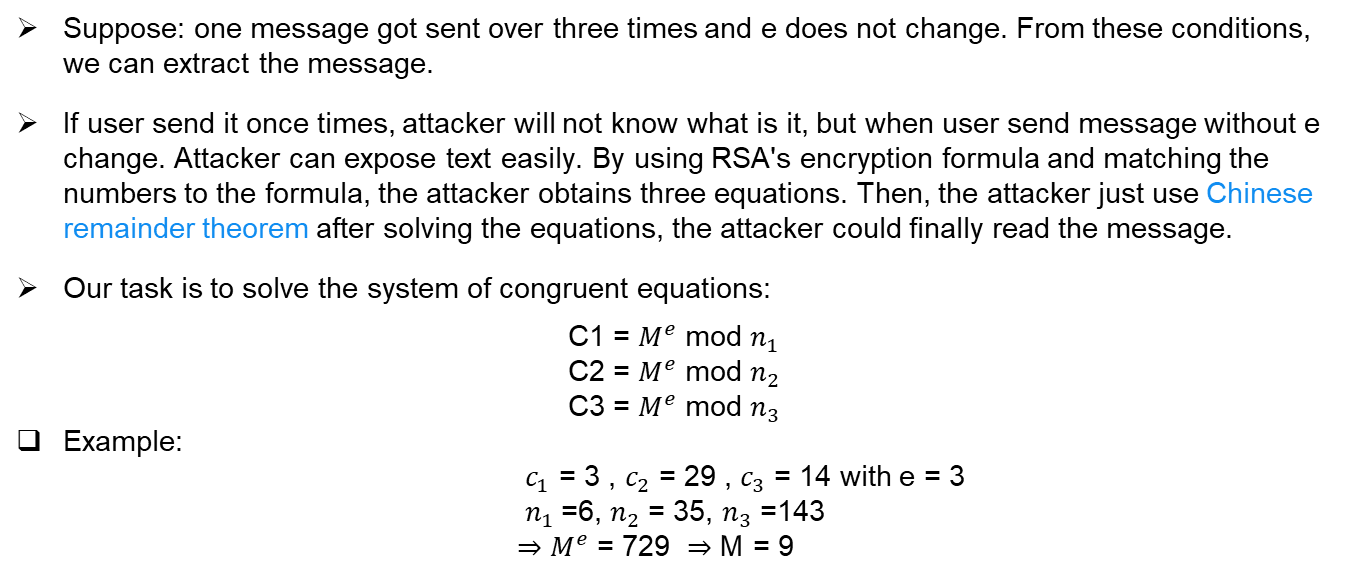 ➢ Suppose: one message got sent over three times and e does not change. From these conditions,
we can extract the message.
➢ If user send it once times, attacker will not know what is it, but when user send message without e
change. Attacker can expose text easily. By using RSA's encryption formula and matching the
numbers to the formula, the attacker obtains three equations. Then, the attacker just use Chinese
remainder theorem after solving the equations, the attacker could finally read the message.
➢ Our task is to solve the system of congruent equations:
C1 = 𝑀ᵉ mod 𝑛₁
C2 = 𝑀ᵉ mod 𝑛₂
C3 = 𝑀ᵉ mod 𝑛₃
❑ Example:
𝑐₁ = 3 , 𝑐₂ = 29 , 𝑐₃ = 14 with e = 3
𝑛₁ =6, 𝑛₂ = 35, 𝑛₃ =143
⇒ 𝑀ᵉ = 729 ⇒ M = 9